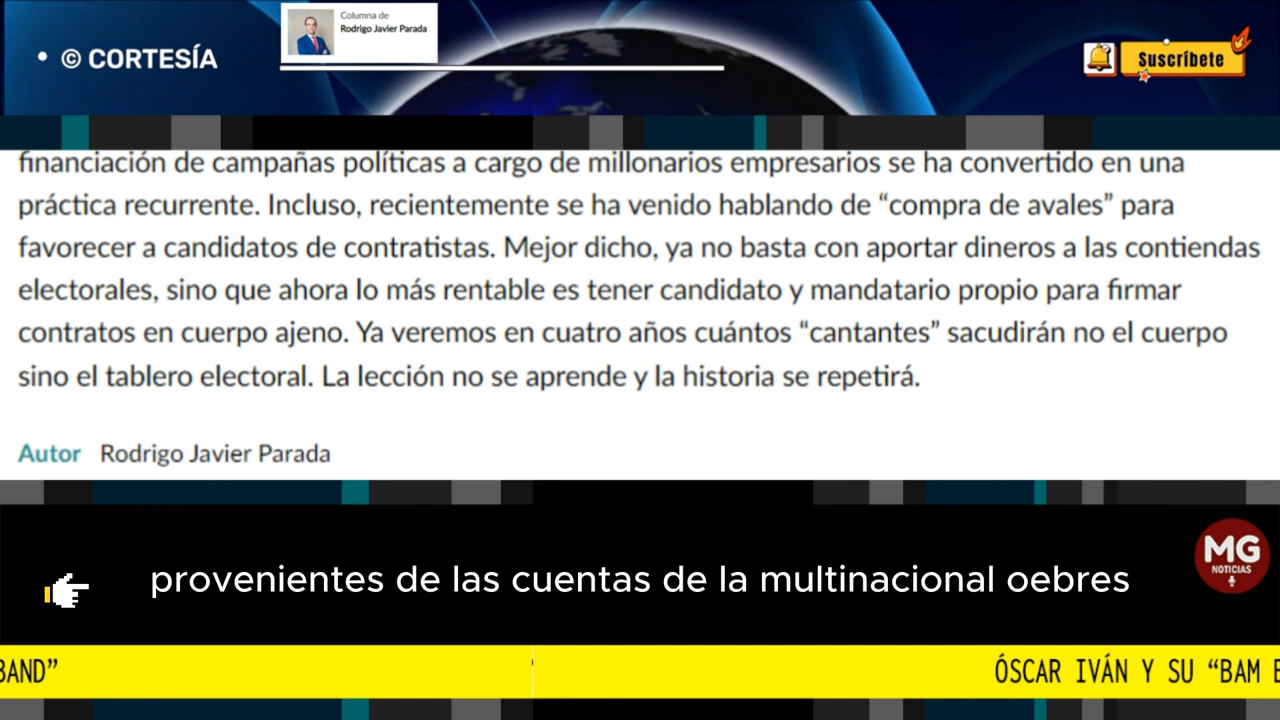 Columna de
Rodrigo Javier Parada
• © CORTESÍA
Suscríbete
financiación de campañas políticas a cargo de millonarios empresarios se ha convertido en una
práctica recurrente. Incluso, recientemente se ha venido hablando de “compra de avales” para
favorecer a candidatos de contratistas. Mejor dicho, ya no basta con aportar dineros a las contiendas
electorales, sino que ahora lo más rentable es tener candidato y mandatario propio para firmar
contratos en cuerpo ajeno. Ya veremos en cuatro años cuántos “cantantes” sacudirán no el cuerpo
sino el tablero electoral. La lección no se aprende y la historia se repetirá.
Autor Rodrigo Javier Parada
MG
NOTICIAS
provenientes de las cuentas de la multinacional oebres
BAND”
ÓSCAR IVÁN Y SU “BAM